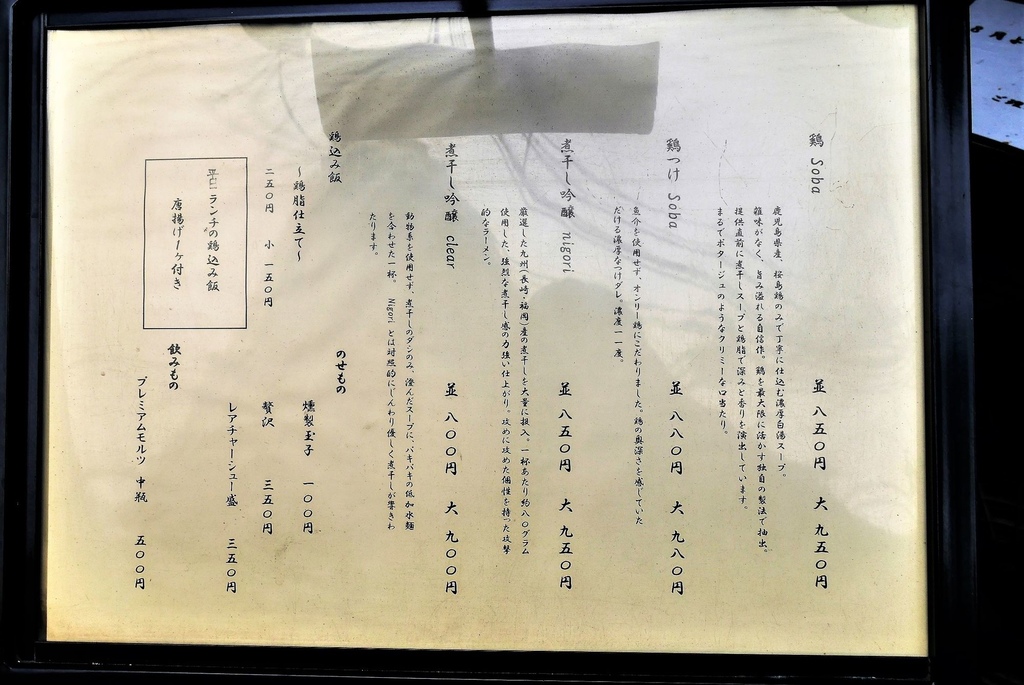 鶏 Soba
並 八五〇円 大 九五〇円
鹿児島県産、桜島鶏のみで丁寧に仕込む濃厚白湯スープ。
雑味がなく、旨み溢れる自信作。鶏を最大限に活かす独自の製法で抽出。
提供直前に煮干しスープと鶏脂で深みと香りを演出しています。
まるでポタージュのようなクリミーな口当たり。
鶏つけ Soba
並 八八〇円 大 九八〇円
魚介を使用せず、オンリー鶏にこだわりました。鶏の奥深さを感じていた
だける濃厚なつけダレ。濃度一一度。
煮干し吟醸 nigori
並 八五〇円 大 九五〇円
厳選した九州(長崎・福岡)産の煮干しを大量に投入。一杯あたり約八〇グラム
使用した、強烈な煮干し感の力強い仕上がり。攻めに攻めた個性を持った攻撃
的なラーメン。
煮干し吟醸 clear
並 八〇〇円 大 九〇〇円
動物系を使用せず、煮干しのダシのみ、澄んだスープに、パキパキの低加水麺
を合わせた一杯。 Nigori とは対照的にじんわり優しく煮干しが響きわ
たります。
鶏込み飯
〜鶏脂仕立て〜
二五〇円 小 一五〇円
平日ランチの鶏込み飯
唐揚げ1ヶ付き
のせもの
燻製玉子 一〇〇円
贅沢 三五〇円
レアチャーシュー盛 三五〇円
飲みもの
プレミアムモルツ 中瓶 五〇〇円
8月よ